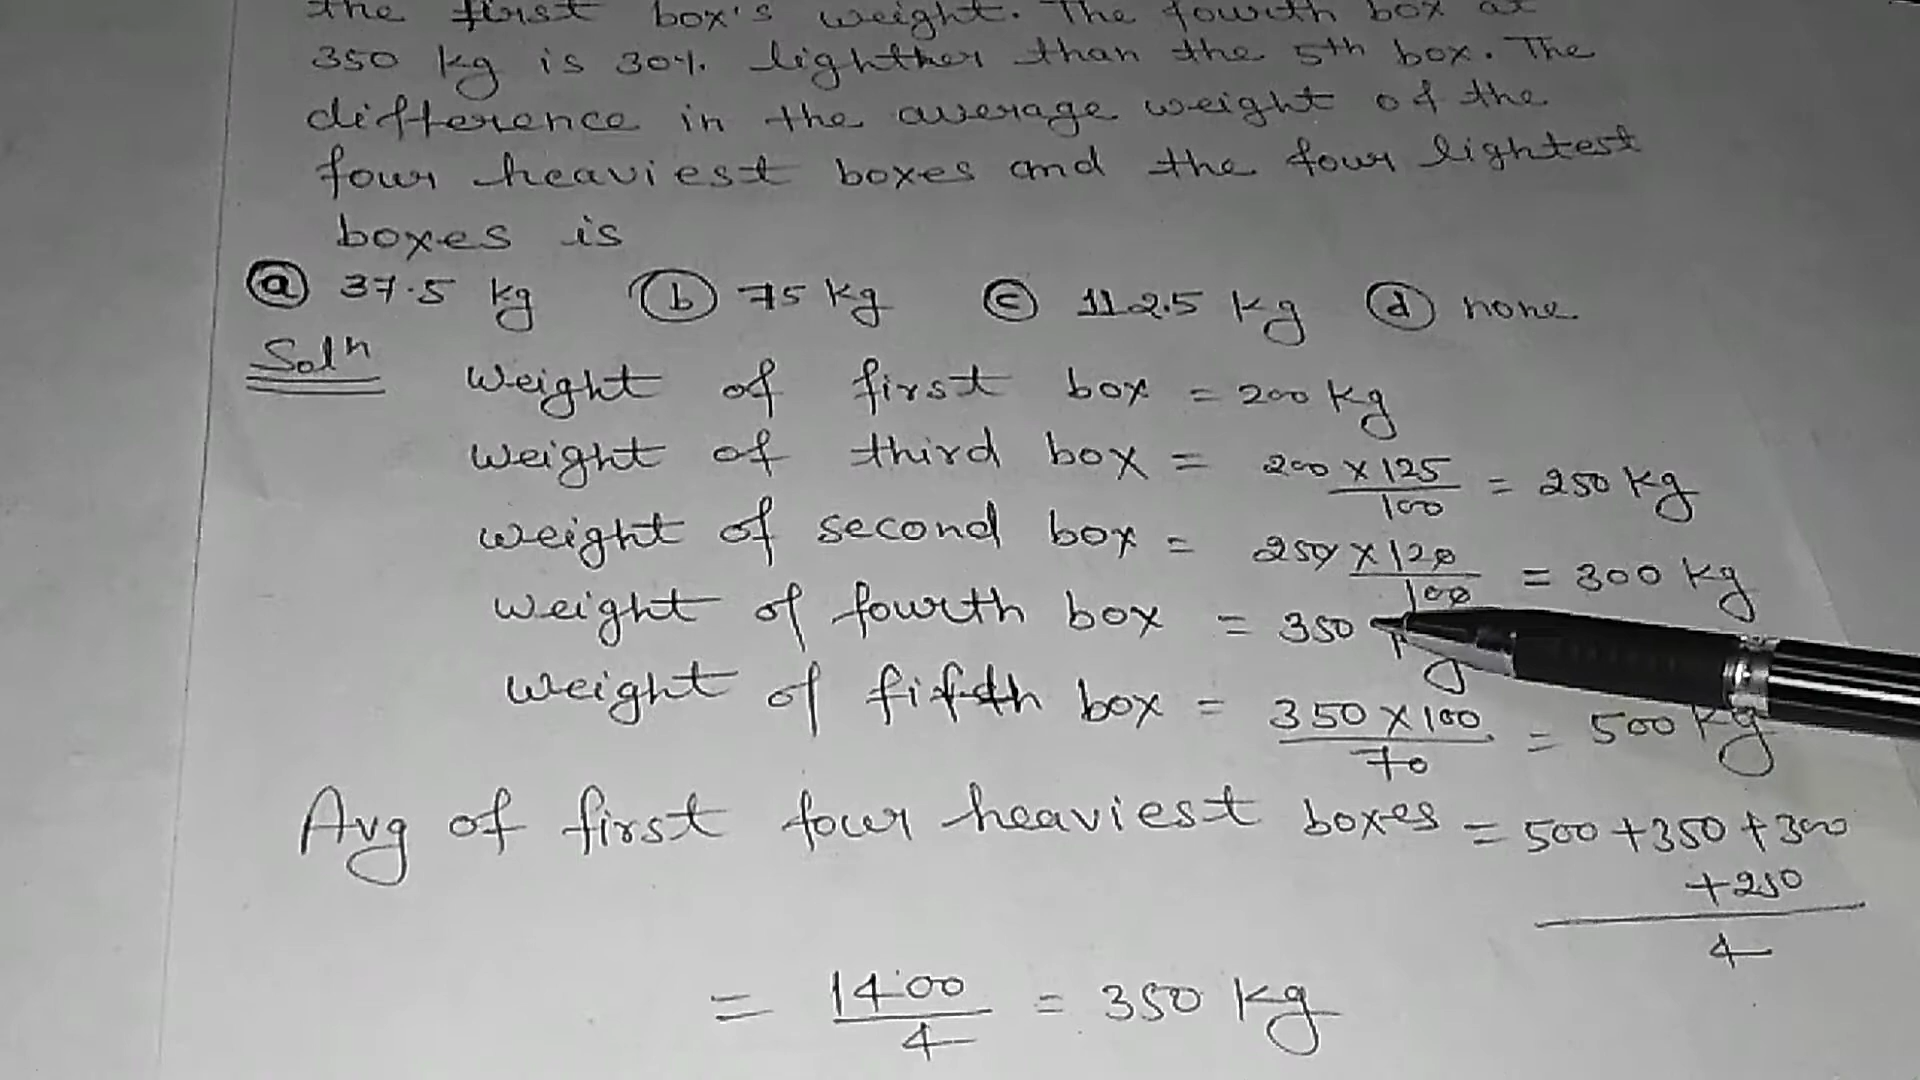 the first box's weight. The fourth box at
350 kg is 30% lighther than the 5th box. The
difference in the average weight of the
four heaviest boxes and the four lightest
boxes is
(a) 37.5 kg (b) 75 kg (c) 112.5 kg (d) none
Solⁿ Weight of first box = 200 kg
Weight of third box = 200 × 125 / 100 = 250 kg
Weight of second box = 250 × 120 / 100 = 300 kg
Weight of fourth box = 350 kg
Weight of fifth box = 350 × 100 / 70 = 500 kg
Avg of first four heaviest boxes = 500 + 350 + 300
+ 250
4
= 1400 / 4 = 350 kg